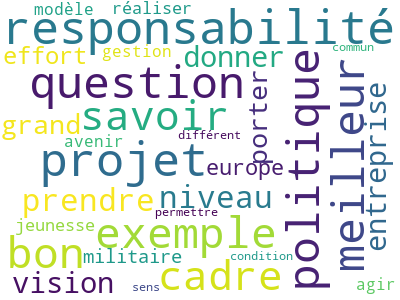 modèle réaliser
responsabilité
effort gestion donner commun
question
savoir
grand
porter
politique
meilleur
entreprise
différent
avenir
projet europe
prendre niveau
permettre
jeunesse exemple
bon militaire condition
vision cadre
sens agir